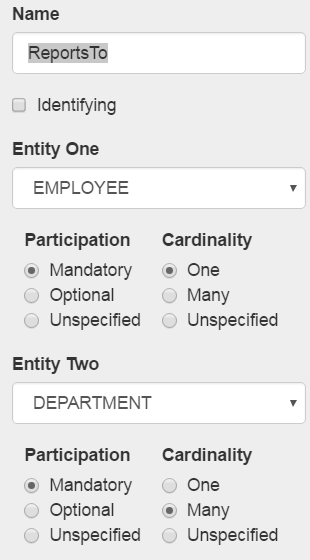 Name
ReportsTo
Identifying
Entity One
EMPLOYEE
Participation Cardinality
Mandatory One
Optional Many
Unspecified Unspecified
Entity Two
DEPARTMENT
Participation Cardinality
Mandatory One
Optional Many
Unspecified Unspecified